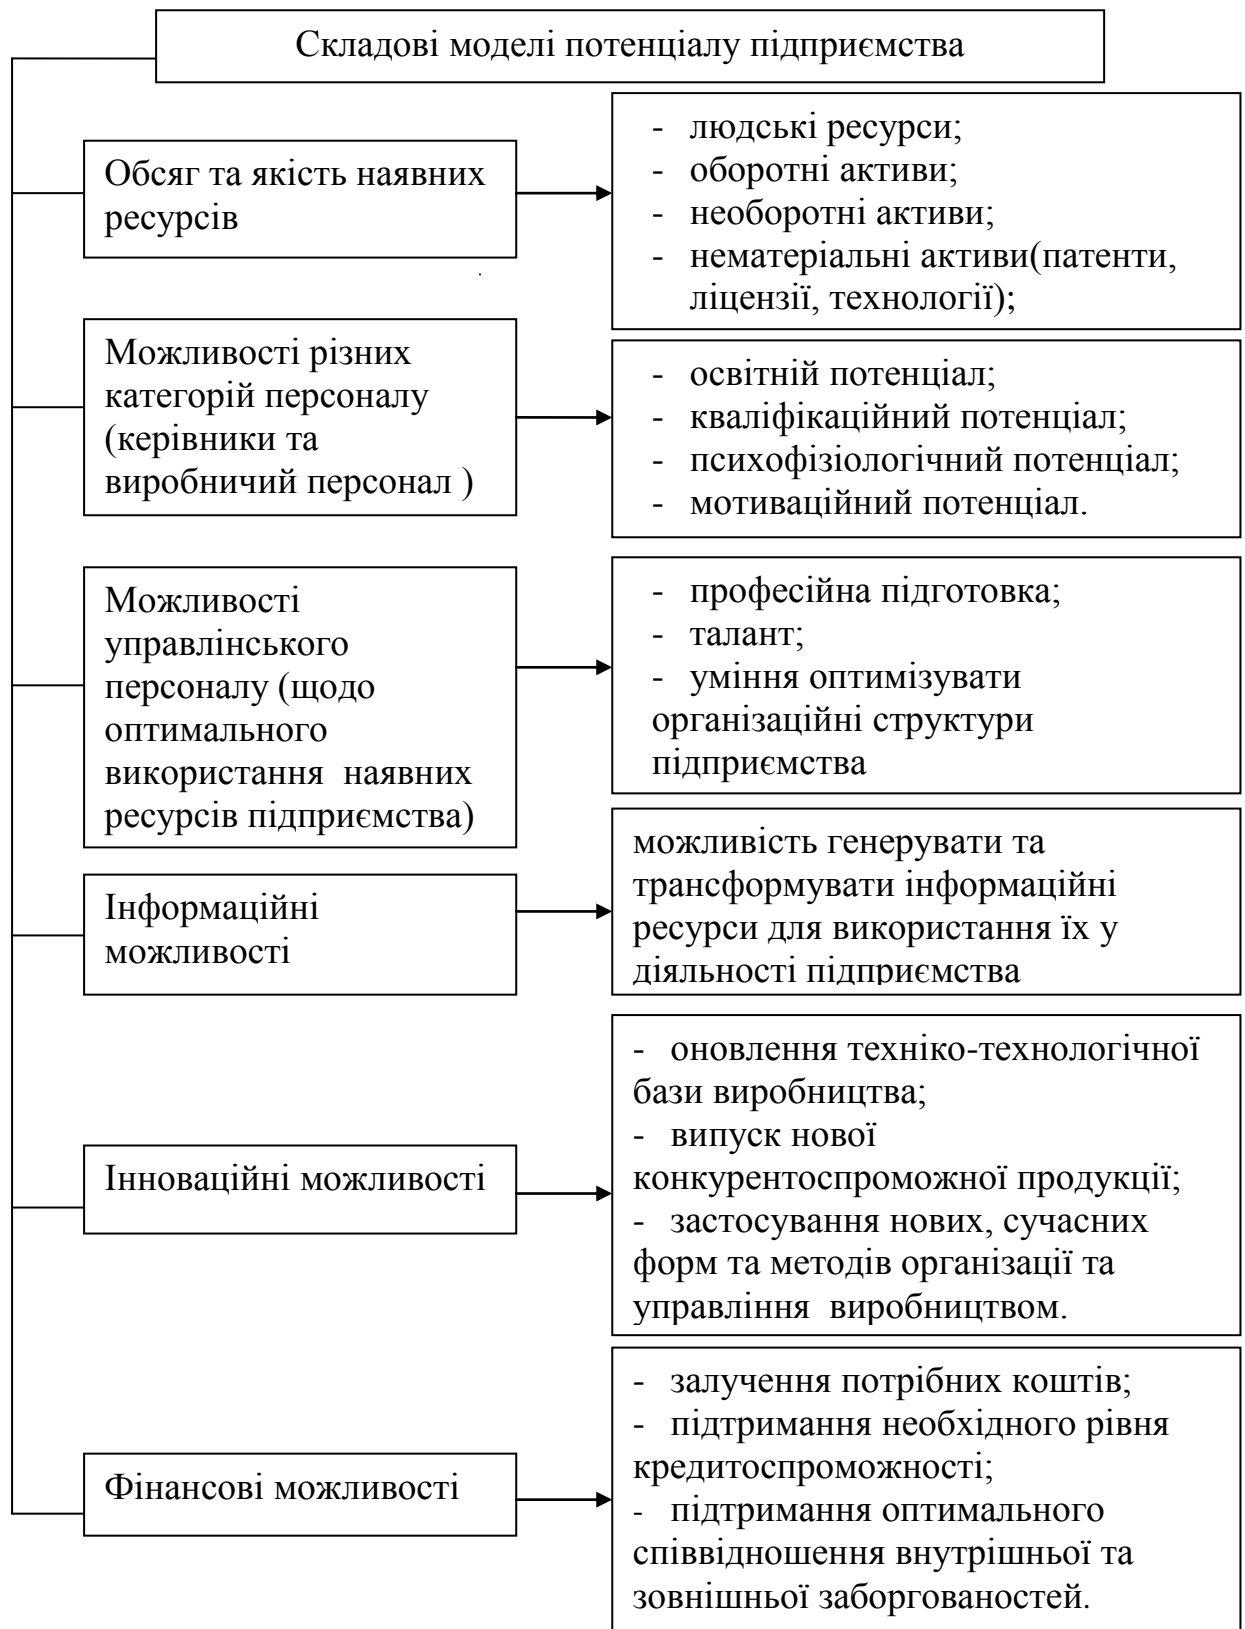 Складові моделі потенціалу підприємства
Обсяг та якість наявних
ресурсів
- людські ресурси;
- оборотні активи;
- необоротні активи;
- нематеріальні активи(патенти,
ліцензії, технології);
Можливості різних
категорій персоналу
(керівники та
виробничий персонал )
- освітній потенціал;
- кваліфікаційний потенціал;
- психофізіологічний потенціал;
- мотиваційний потенціал.
Можливості
управлінського
персоналу (щодо
оптимального
використання наявних
ресурсів підприємства)
- професійна підготовка;
- талант;
- уміння оптимізувати
організаційні структури
підприємства
Інформаційні
можливості
можливість генерувати та
трансформувати інформаційні
ресурси для використання їх у
діяльності підприємства
Інноваційні можливості
- оновлення техніко-технологічної
бази виробництва;
- випуск нової
конкурентоспроможної продукції;
- застосування нових, сучасних
форм та методів організації та
управління виробництвом.
Фінансові можливості
- залучення потрібних коштів;
- підтримання необхідного рівня
кредитоспроможності;
- підтримання оптимального
співвідношення внутрішньої та
зовнішньої заборгованостей.